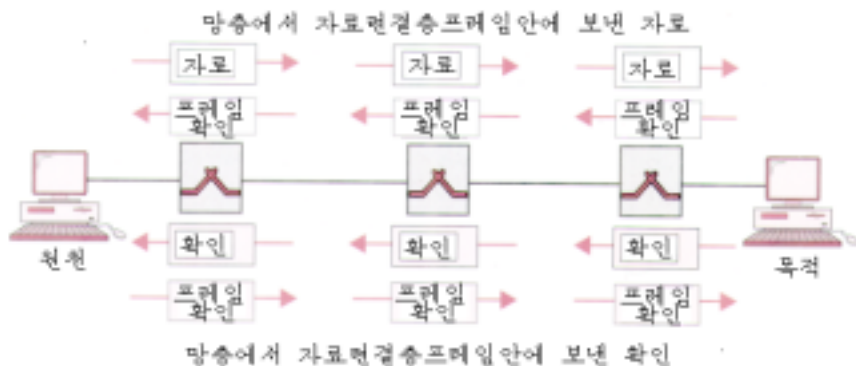 망층에서 자료련결층프레임안에 보낸 자료
자료 자료 자료
프레임 프레임 프레임
확인 확인 확인
원천 목적
확인 확인 확인
프레임 프레임 프레임
확인 확인 확인
망층에서 자료련결층프레임안에 보낸 확인